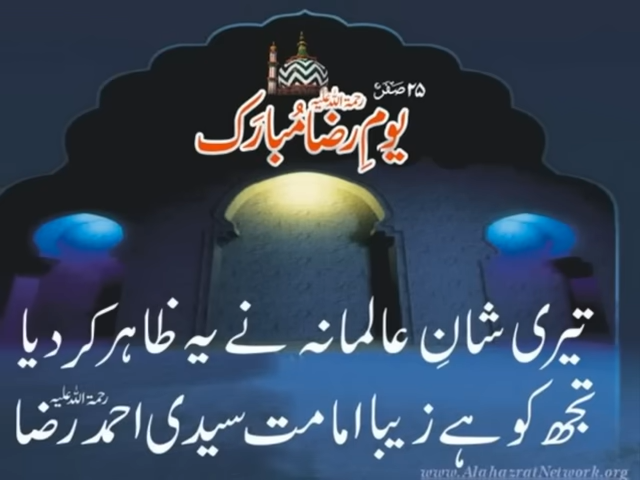 ۲۵ صفر
یومِ رضا رحمۃ اللہ علیہ مُبارَک
تیری شانِ عالمانہ نے یہ ظاہر کر دیا
تجھ کو ہے زیبا امامت سیدی احمد رضا رحمۃ اللہ علیہ
www.AlahazratNetwork.org